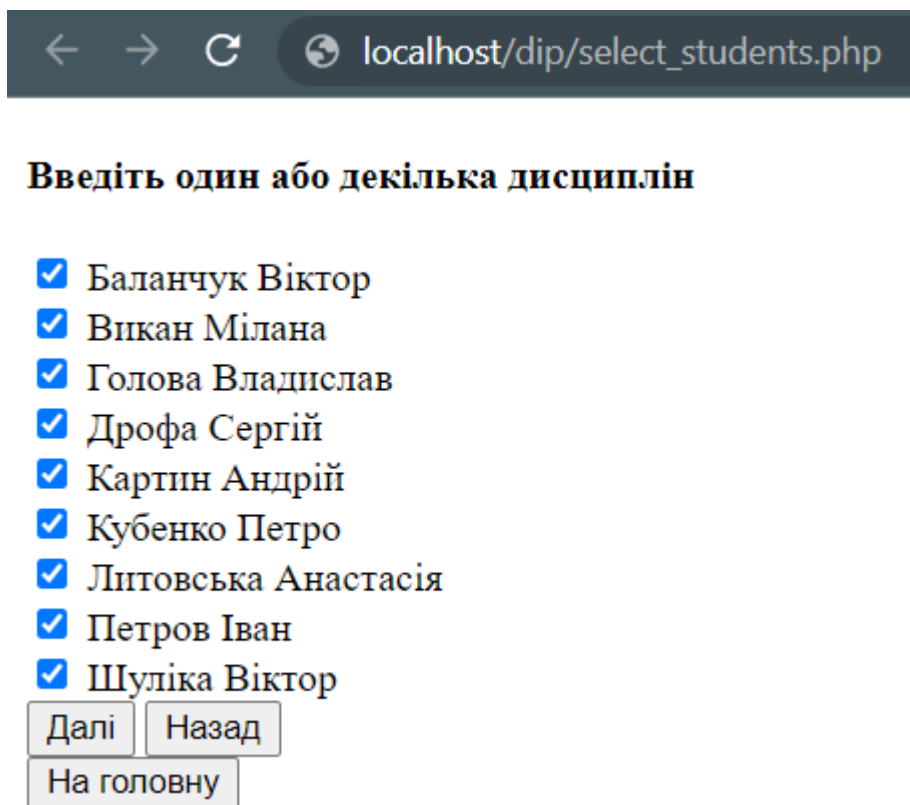 localhost/dip/select_students.php
Введіть один або декілька дисциплін
Баланчук Віктор
Викан Мілана
Голова Владислав
Дрофа Сергій
Картин Андрій
Кубенко Петро
Литовська Анастасія
Петров Іван
Шуліка Віктор
Далі Назад
На головну